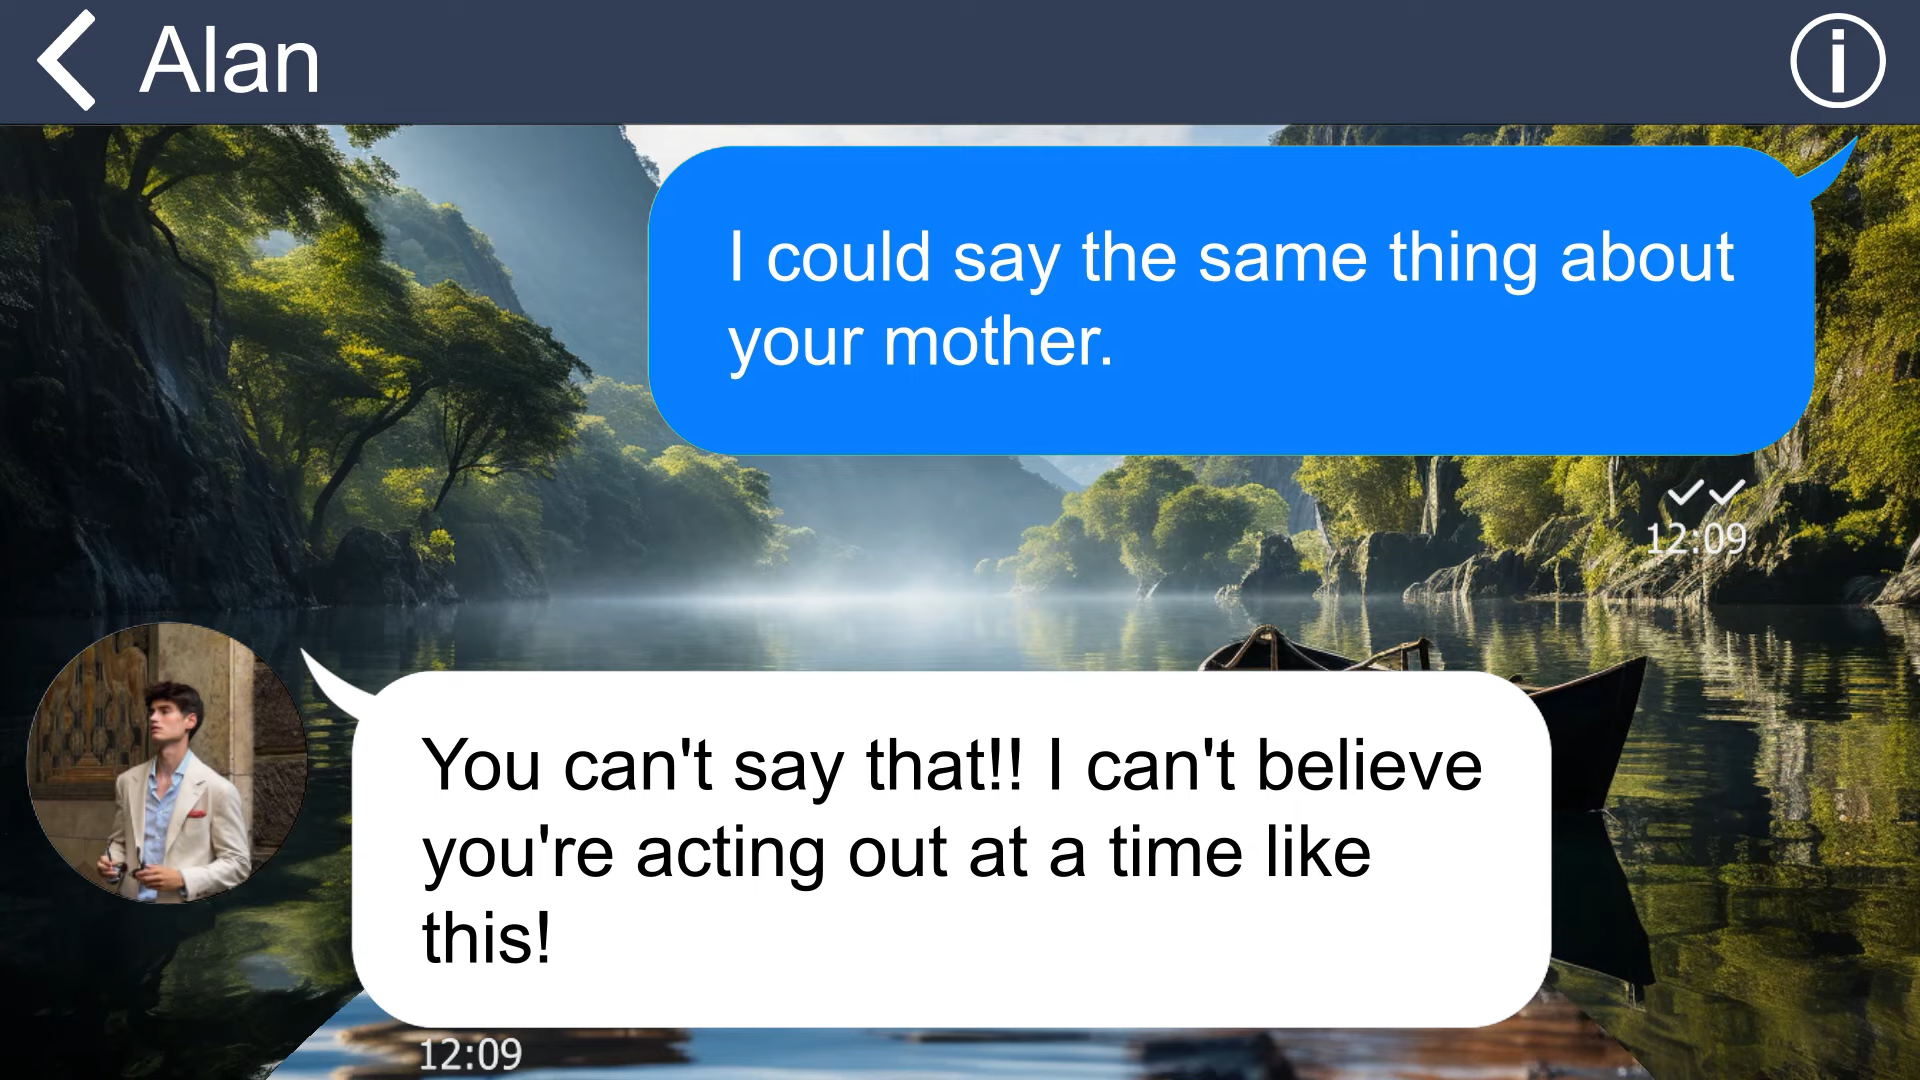 Alan
I could say the same thing about
your mother.
12:09
You can't say that!! I can't believe
you're acting out at a time like
this!
12:09